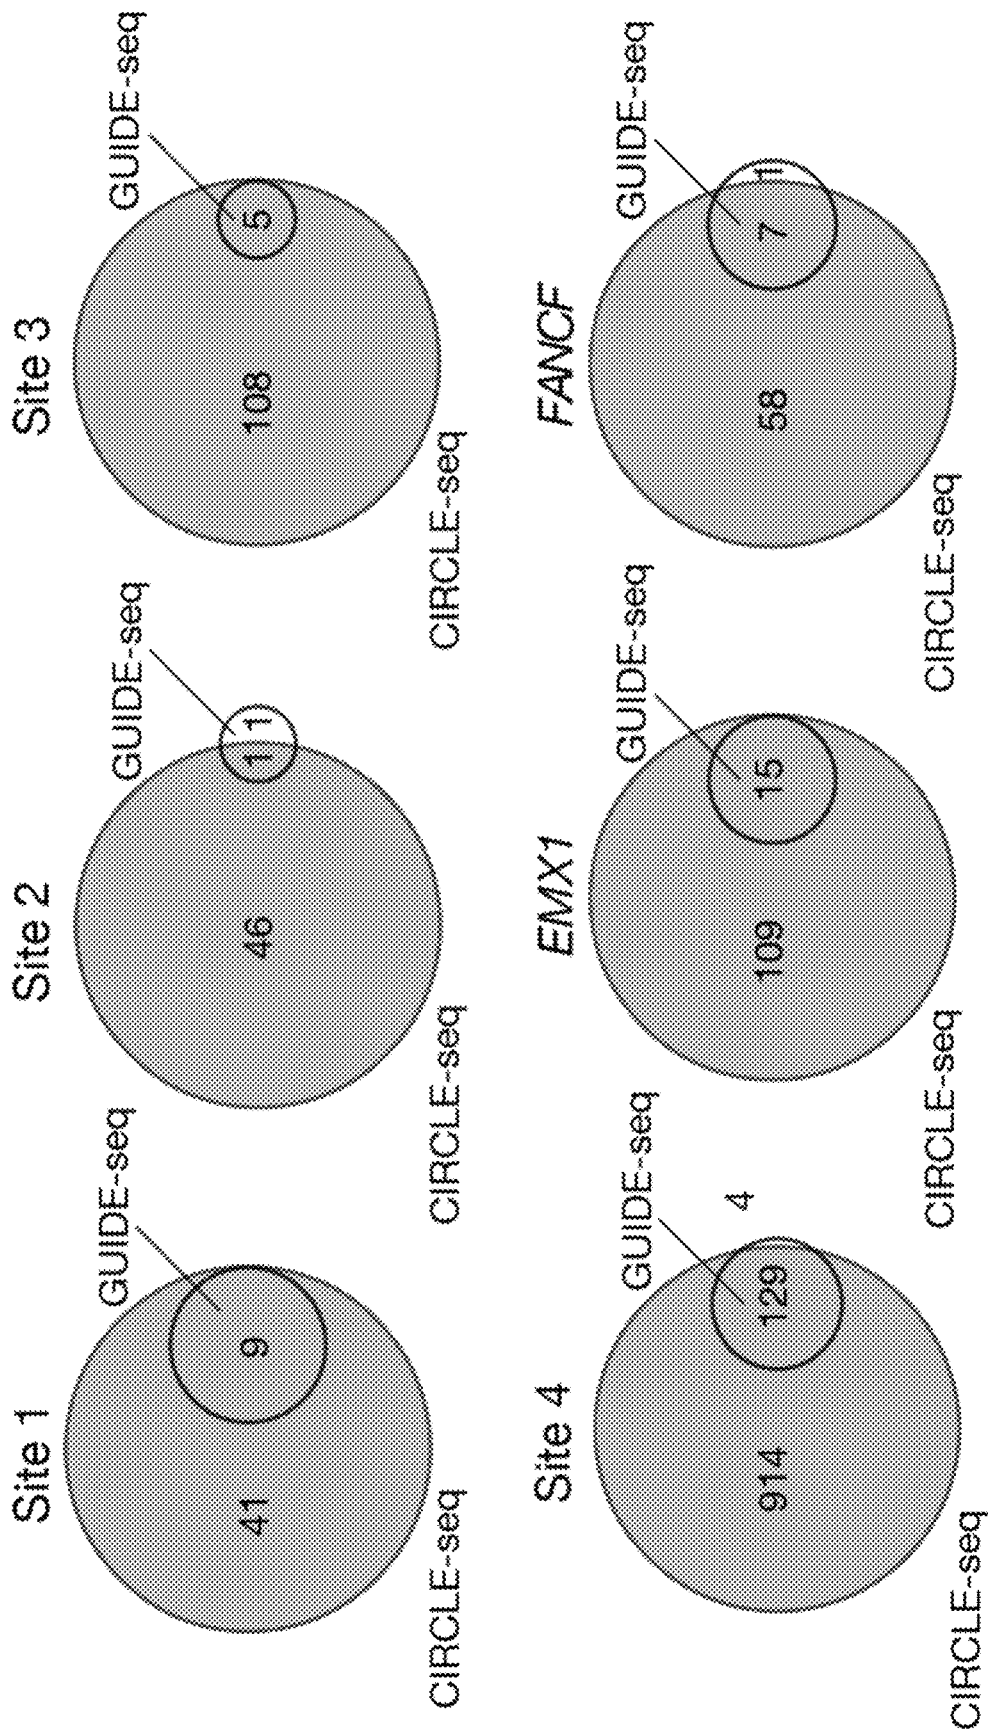 Site 1
GUIDE-seq
41
9
CIRCLE-seq
Site 2
GUIDE-seq
46
1
1
CIRCLE-seq
Site 3
GUIDE-seq
108
5
CIRCLE-seq
Site 4
GUIDE-seq
914
129
4
CIRCLE-seq
EMX1
GUIDE-seq
109
15
CIRCLE-seq
FANCF
GUIDE-seq
58
7
1
CIRCLE-seq